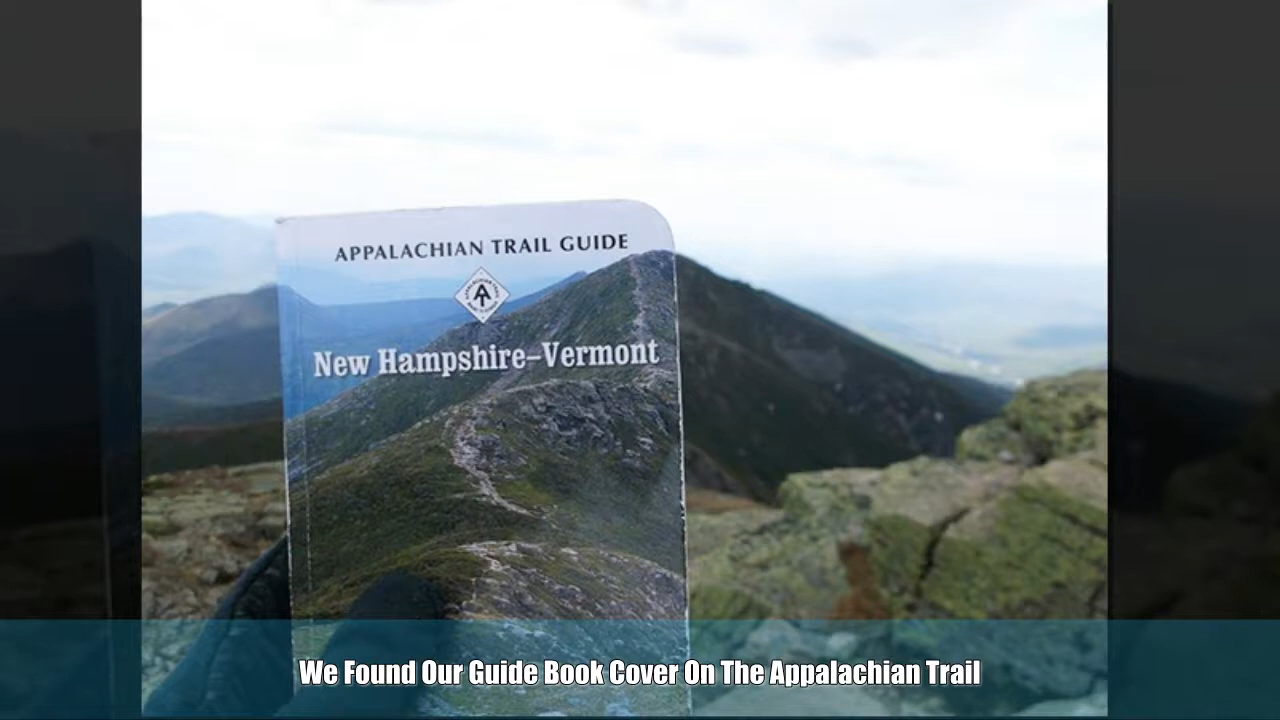 APPALACHIAN TRAIL GUIDE
New Hampshire–Vermont
We Found Our Guide Book Cover On The Appalachian Trail